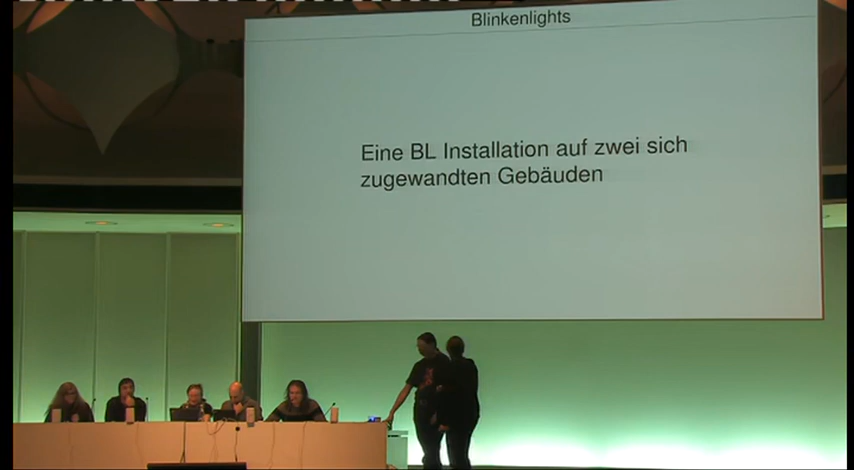 Blinkenlights
Eine BL Installation auf zwei sich
zugewandten Gebäuden